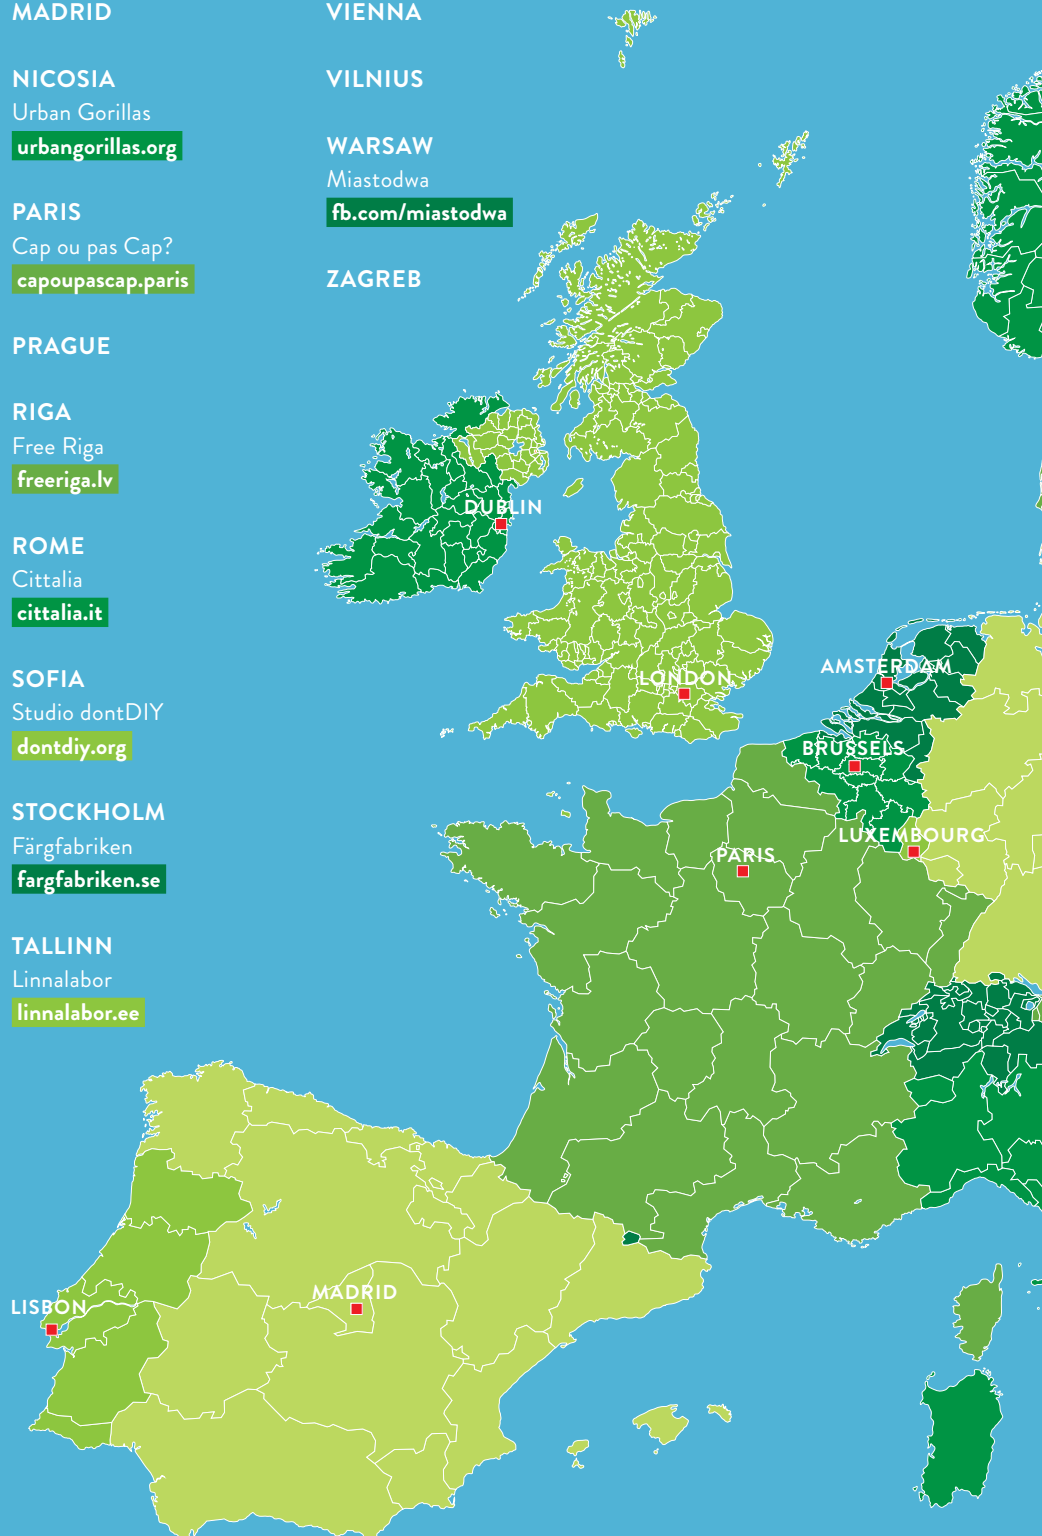 MADRID
NICOSIA
Urban Gorillas
urbangorillas.org
PARIS
Cap ou pas Cap?
capoupascap.paris
PRAGUE
RIGA
Free Riga
freeriga.lv
ROME
Cittalia
cittalia.it
SOFIA
Studio dontDIY
dontdiy.org
STOCKHOLM
Färgfabriken
fargfabriken.se
TALLINN
Linnalabor
linnalabor.ee
VIENNA
VILNIUS
WARSAW
Miastodwa
fb.com/miastodwa
ZAGREB
DUBLIN
LONDON
AMSTERDAM
BRUSSELS
LUXEMBOURG
PARIS
MADRID
LISBON